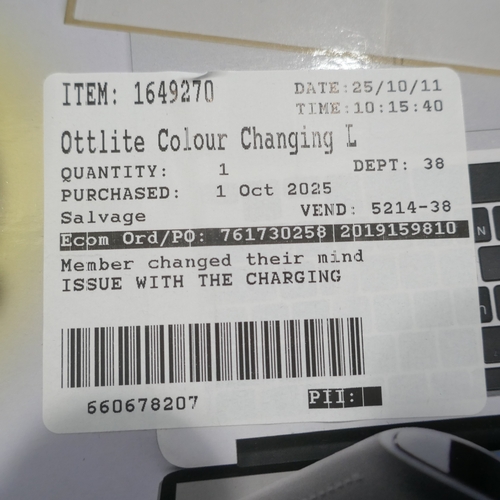 ITEM: 1649270
DATE:25/10/11
TIME:10:15:40
Ottlite Colour Changing L
QUANTITY: 1 DEPT: 38
PURCHASED: 1 Oct 2025
Salvage VEND: 5214-38
Ecom Ord/PO: 761730258 2019159810
Member changed their mind
ISSUE WITH THE CHARGING
660678207 PII:
N